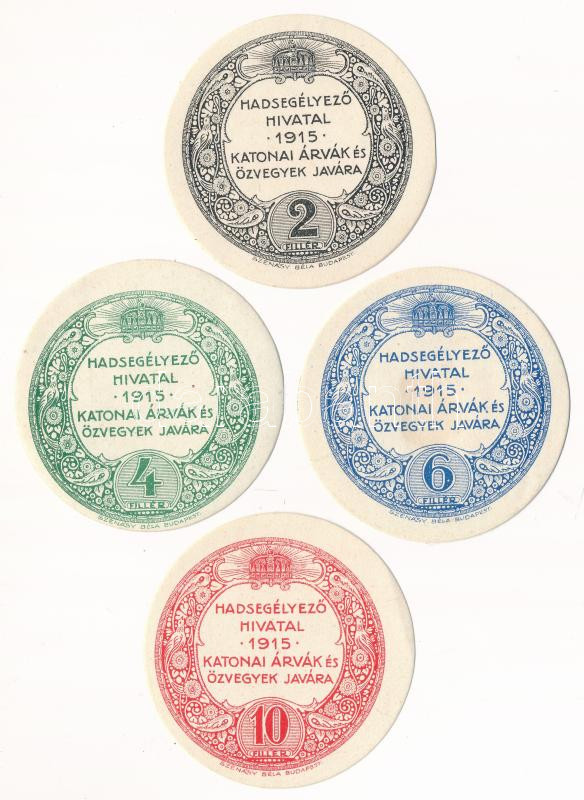 HADSEGÉLYEZŐ
HIVATAL
· 1915 ·
KATONAI ÁRVÁK ÉS
ÖZVEGYEK JAVÁRA
2
FILLÉR
SZÉNÁSY BÉLA BUDAPEST.
HADSEGÉLYEZŐ
HIVATAL
· 1915 ·
KATONAI ÁRVÁK ÉS
ÖZVEGYEK JAVÁRA
4
FILLÉR
SZÉNÁSY BÉLA BUDAPEST.
HADSEGÉLYEZŐ
HIVATAL
· 1915 ·
KATONAI ÁRVÁK ÉS
ÖZVEGYEK JAVÁRA
6
FILLÉR
SZÉNÁSY BÉLA BUDAPEST.
HADSEGÉLYEZŐ
HIVATAL
· 1915 ·
KATONAI ÁRVÁK ÉS
ÖZVEGYEK JAVÁRA
10
FILLÉR
SZÉNÁSY BÉLA BUDAPEST.